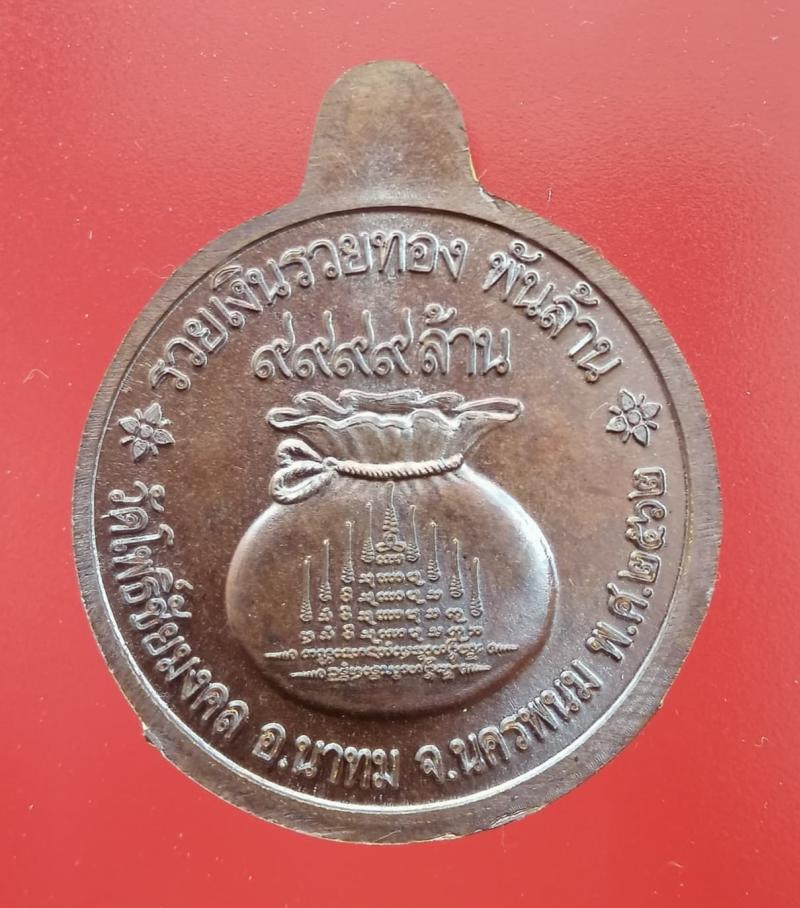 รวยเงินรวยทอง พันล้าน
๙๙๙๙ ล้าน
วัดโพธิ์ชัยมงคล อ.นาทม จ.นครพนม พ.ศ.๒๕๖๒